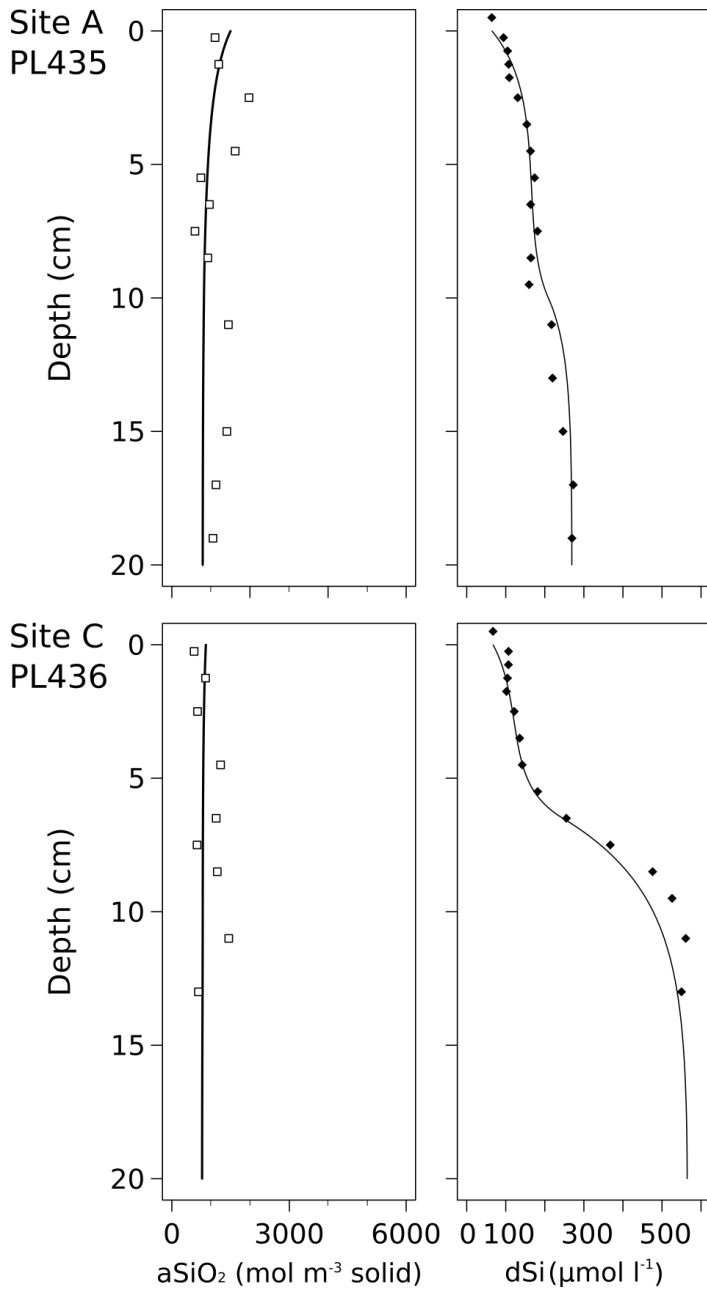 Site A
PL435
0
5
10
15
20
Depth (cm)
Site C
PL436
0
5
10
15
20
Depth (cm)
0 3000 6000
aSiO₂ (mol m⁻³ solid)
0 100 300 500
dSi(µmol l⁻¹)